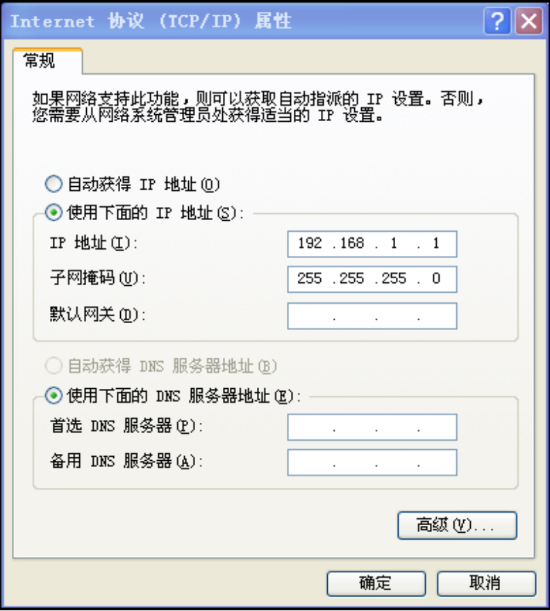 Internet 协议 (TCP/IP) 属性
常规
如果网络支持此功能，则可以获取自动指派的 IP 设置。否则，
您需要从网络系统管理员处获得适当的 IP 设置。
自动获得 IP 地址(O)
使用下面的 IP 地址(S):
IP 地址(I): 192 .168 . 1 . 1
子网掩码(U): 255 .255 .255 . 0
默认网关(D): . . .
自动获得 DNS 服务器地址(B)
使用下面的 DNS 服务器地址(E):
首选 DNS 服务器(P): . . .
备用 DNS 服务器(A): . . .
高级(V)...
确定 取消